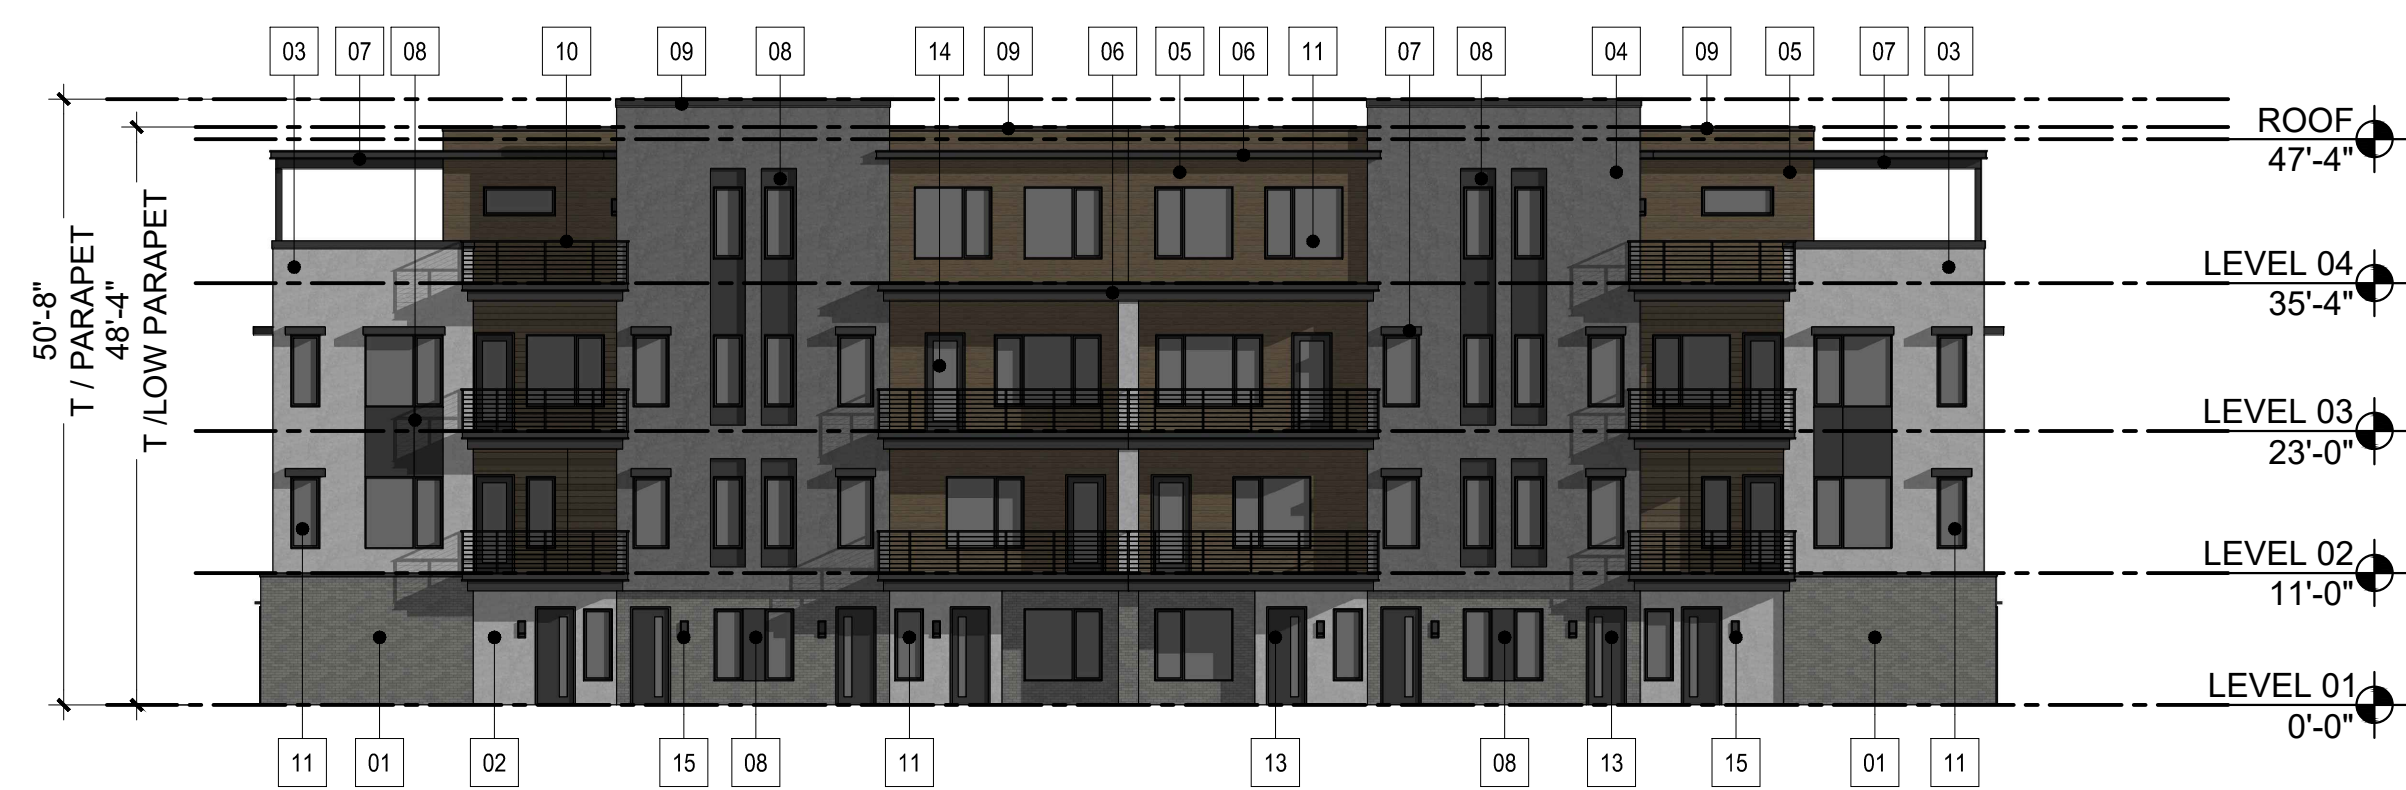 03 07 08 10 09 08 14 09 06 05 06 11 07 08 04 09 05 07 03
50'-8"
T / PARAPET
48'-4"
T /LOW PARAPET
ROOF
47'-4"
LEVEL 04
35'-4"
LEVEL 03
23'-0"
LEVEL 02
11'-0"
LEVEL 01
0'-0"
11 01 02 15 08 11 13 08 13 15 01 11